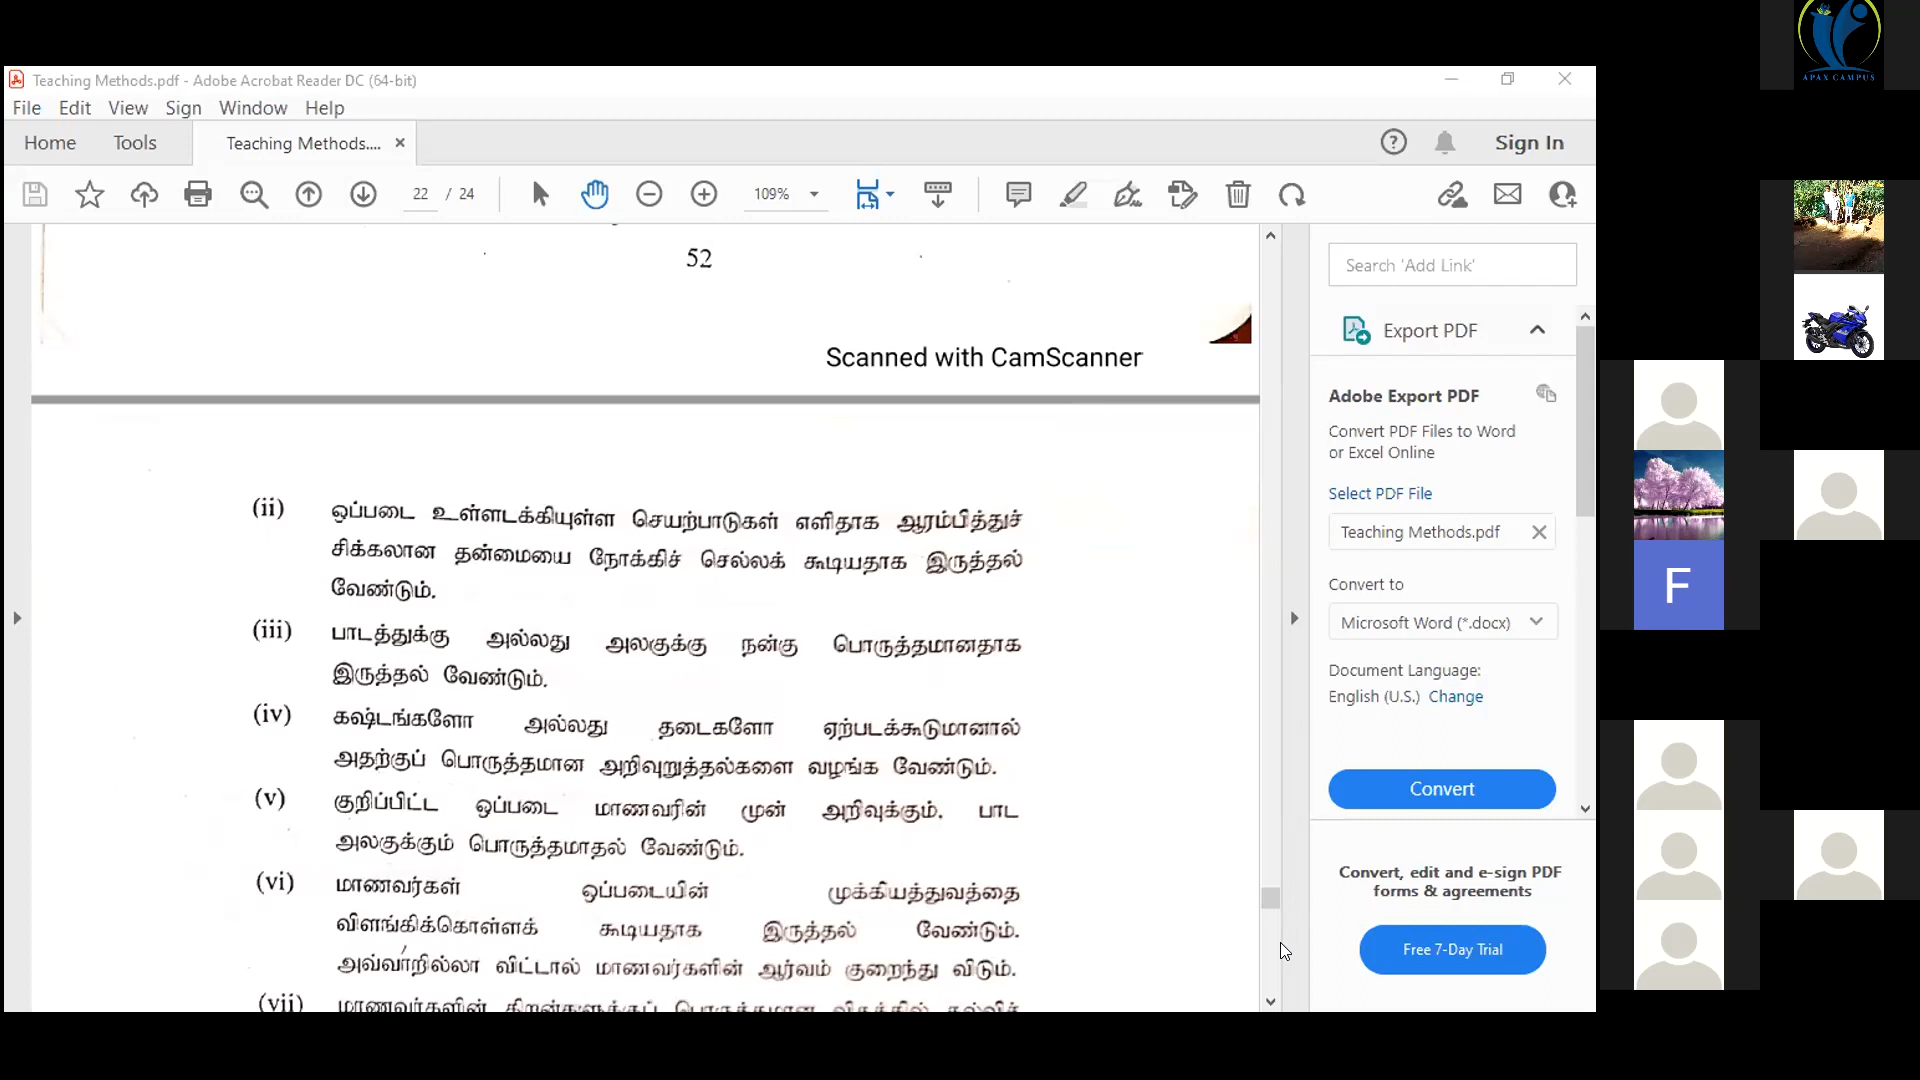 APAX CAMPUS
Teaching Methods.pdf - Adobe Acrobat Reader DC (64-bit)
File Edit View Sign Window Help
Home Tools Teaching Methods.... × Sign In
22 / 24 109%
52
Scanned with CamScanner
(ii) ஒப்படை உள்ளடக்கியுள்ள செயற்பாடுகள் எளிதாக ஆரம்பித்துச்
சிக்கலான தன்மையை நோக்கிச் செல்லக் கூடியதாக இருத்தல்
வேண்டும்.
(iii) பாடத்துக்கு அல்லது அலகுக்கு நன்கு பொருத்தமானதாக
இருத்தல் வேண்டும்.
(iv) கஷ்டங்களோ அல்லது தடைகளோ ஏற்படக்கூடுமானால்
அதற்குப் பொருத்தமான அறிவுறுத்தல்களை வழங்க வேண்டும்.
(v) குறிப்பிட்ட ஒப்படை மாணவரின் முன் அறிவுக்கும். பாட
அலகுக்கும் பொருத்தமாதல் வேண்டும்.
(vi) மாணவர்கள் ஒப்படையின் முக்கியத்துவத்தை
விளங்கிக்கொள்ளக் கூடியதாக இருத்தல் வேண்டும்.
அவ்வாறில்லா விட்டால் மாணவர்களின் ஆர்வம் குறைந்து விடும்.
(vii) மாணவர்களின்
Search 'Add Link'
Export PDF
Adobe Export PDF
Convert PDF Files to Word
or Excel Online
Select PDF File
Teaching Methods.pdf
Convert to
Microsoft Word (*.docx)
Document Language:
English (U.S.) Change
Convert
Convert, edit and e-sign PDF
forms & agreements
Free 7-Day Trial
F